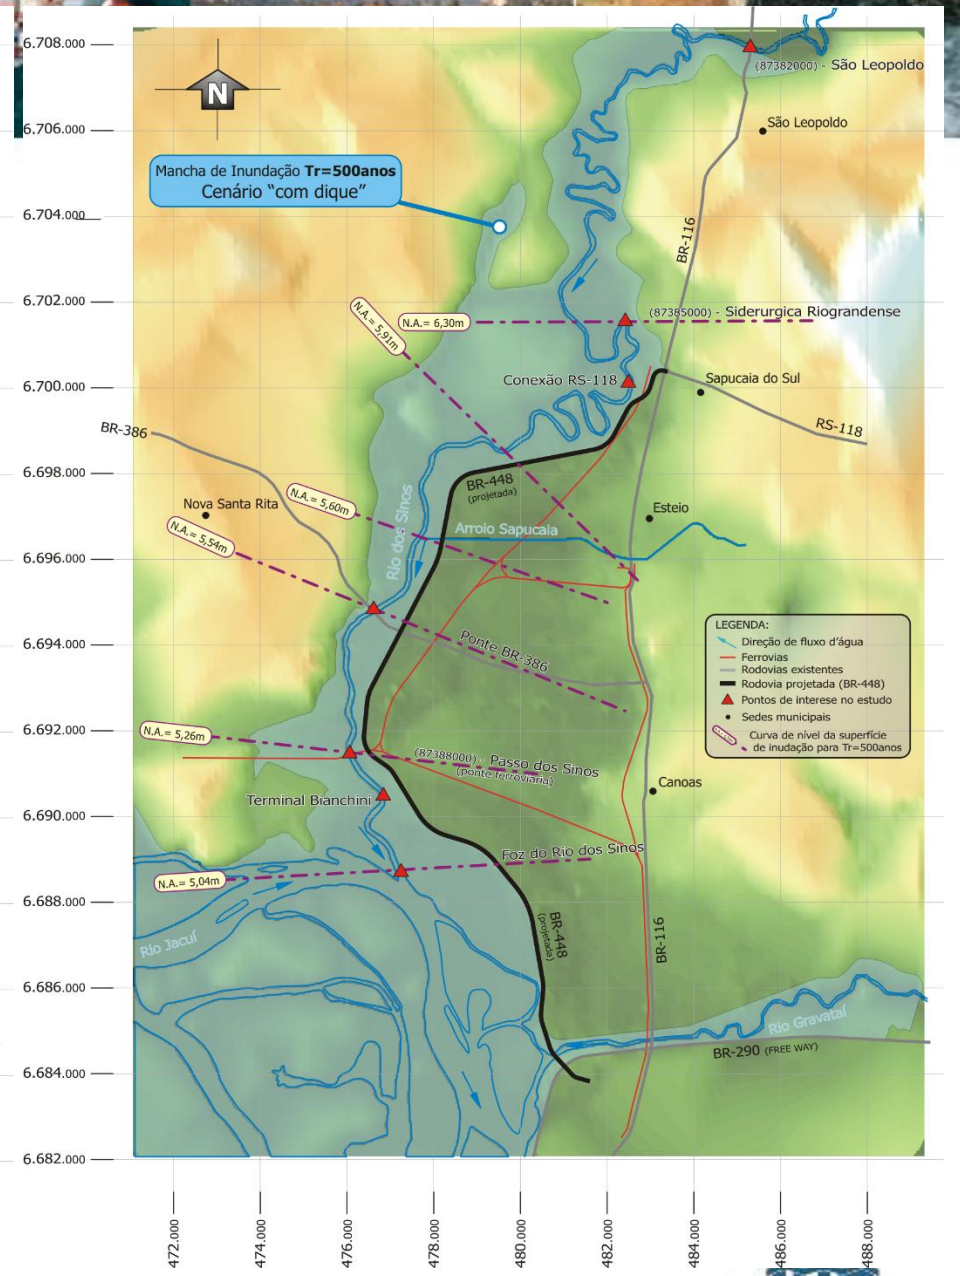 6.708.000
6.706.000
6.704.000
6.702.000
6.700.000
6.698.000
6.696.000
6.694.000
6.692.000
6.690.000
6.688.000
6.686.000
6.684.000
6.682.000
N
Mancha de Inundação Tr=500anos
Cenário “com dique”
(87382000) - São Leopoldo
São Leopoldo
BR-116
N.A.= 5,91m
N.A.= 6,30m
(87385000) - Siderurgica Riograndense
Conexão RS-118
Sapucaia do Sul
RS-118
BR-386
BR-448
(projetada)
Nova Santa Rita
N.A.= 5,60m
N.A.= 5,54m
Rio dos Sinos
Arroio Sapucaia
Esteio
Ponte BR-386
LEGENDA:
Direção de fluxo d’água
Ferrovias
Rodovias existentes
Rodovia projetada (BR-448)
Pontos de interese no estudo
Sedes municipais
Curva de nível da superfície
de inudação para Tr=500anos
N.A.= 5,26m
(87388000) - Passo dos Sinos
(ponte ferroviaria)
Canoas
Terminal Bianchini
Foz do Rio dos Sinos
N.A.= 5,04m
Rio Jacuí
BR-448
(projetada)
BR-116
Rio Gravataí
BR-290 (FREE WAY)
472.000
474.000
476.000
478.000
480.000
482.000
484.000
486.000
488.000